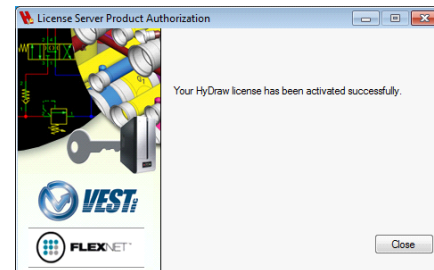 License Server Product Authorization
Your HyDraw license has been activated successfully.
VEST
FLEXNET
Close